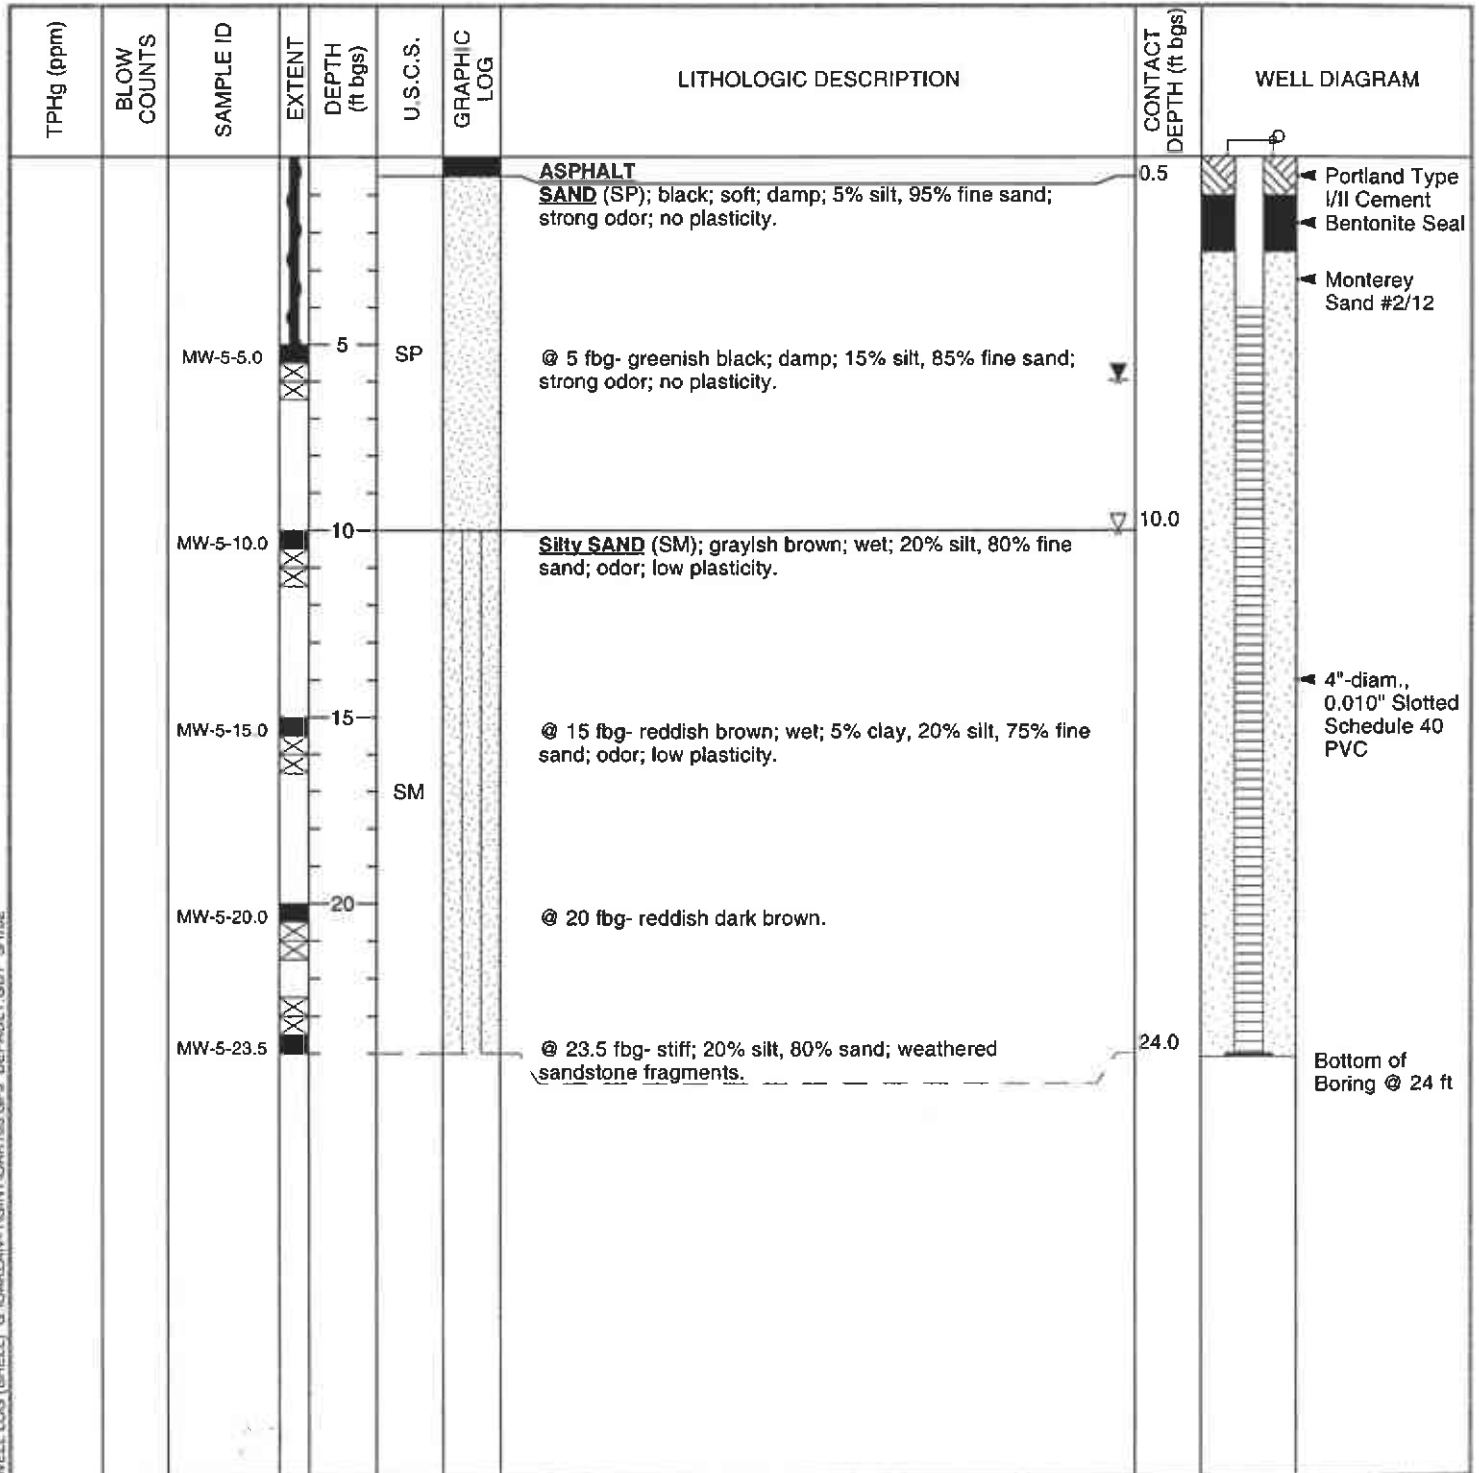 TPHg (ppm)
BLOW
COUNTS
SAMPLE ID
EXTENT
DEPTH
(ft bgs)
U.S.C.S.
GRAPHIC
LOG
LITHOLOGIC DESCRIPTION
CONTACT
DEPTH (ft bgs)
WELL DIAGRAM
ASPHALT
0.5
SAND (SP); black; soft; damp; 5% silt, 95% fine sand;
strong odor; no plasticity.
Portland Type
I/II Cement
Bentonite Seal
Monterey
Sand #2/12
MW-5-5.0
5
SP
@ 5 fbg- greenish black; damp; 15% silt, 85% fine sand;
strong odor; no plasticity.
MW-5-10.0
10
10.0
Silty SAND (SM); grayish brown; wet; 20% silt, 80% fine
sand; odor; low plasticity.
4"-diam.,
0.010" Slotted
Schedule 40
PVC
MW-5-15.0
15
@ 15 fbg- reddish brown; wet; 5% clay, 20% silt, 75% fine
sand; odor; low plasticity.
SM
MW-5-20.0
20
@ 20 fbg- reddish dark brown.
MW-5-23.5
@ 23.5 fbg- stiff; 20% silt, 80% sand; weathered
sandstone fragments.
24.0
Bottom of
Boring @ 24 ft